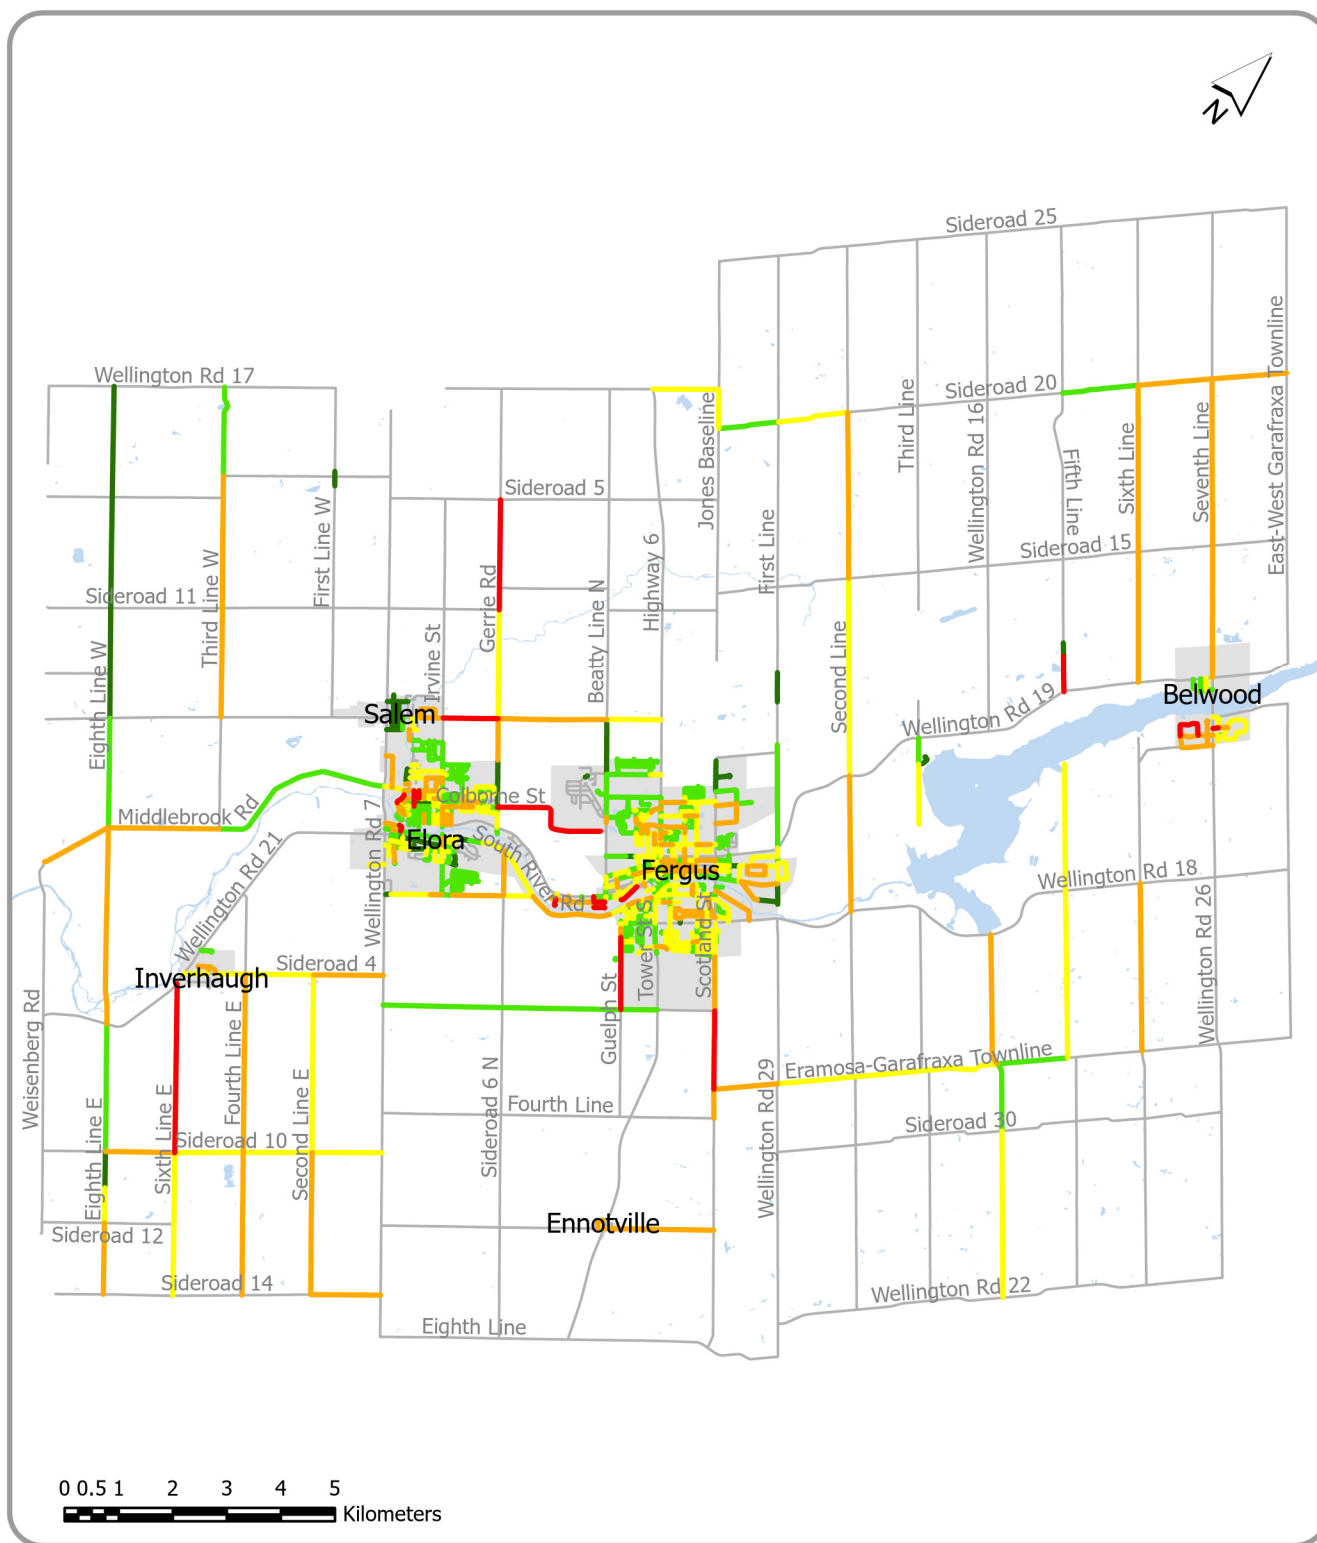 N
Sideroad 25
East-West Garafraxa Townline
Wellington Rd 17
Sideroad 20
Jones Baseline
Third Line
Wellington Rd 16
Fifth Line
Sixth Line
Seventh Line
Sideroad 5
First Line W
First Line
Sideroad 15
Highway 6
Third Line W
Gerrie Rd
Beatty Line N
Sideroad 11
Irvine St
Second Line
Eighth Line W
Salem
Wellington Rd 19
Belwood
Middlebrook Rd
Wellington Rd 7
Colborne St
Elora
South River Rd
Fergus
Wellington Rd 21
Wellington Rd 18
Wellington Rd 26
Inverhaugh
Sideroad 4
Tower St S
Scotland St
Guelph St
Weisenberg Rd
Fourth Line E
Eramosa-Garafraxa Townline
Sideroad 6 N
Fourth Line
Wellington Rd 29
Sideroad 30
Eighth Line E
Sixth Line E
Sideroad 10
Second Line E
Ennotville
Sideroad 12
Sideroad 14
Wellington Rd 22
Eighth Line
0 0.5 1 2 3 4 5
Kilometers